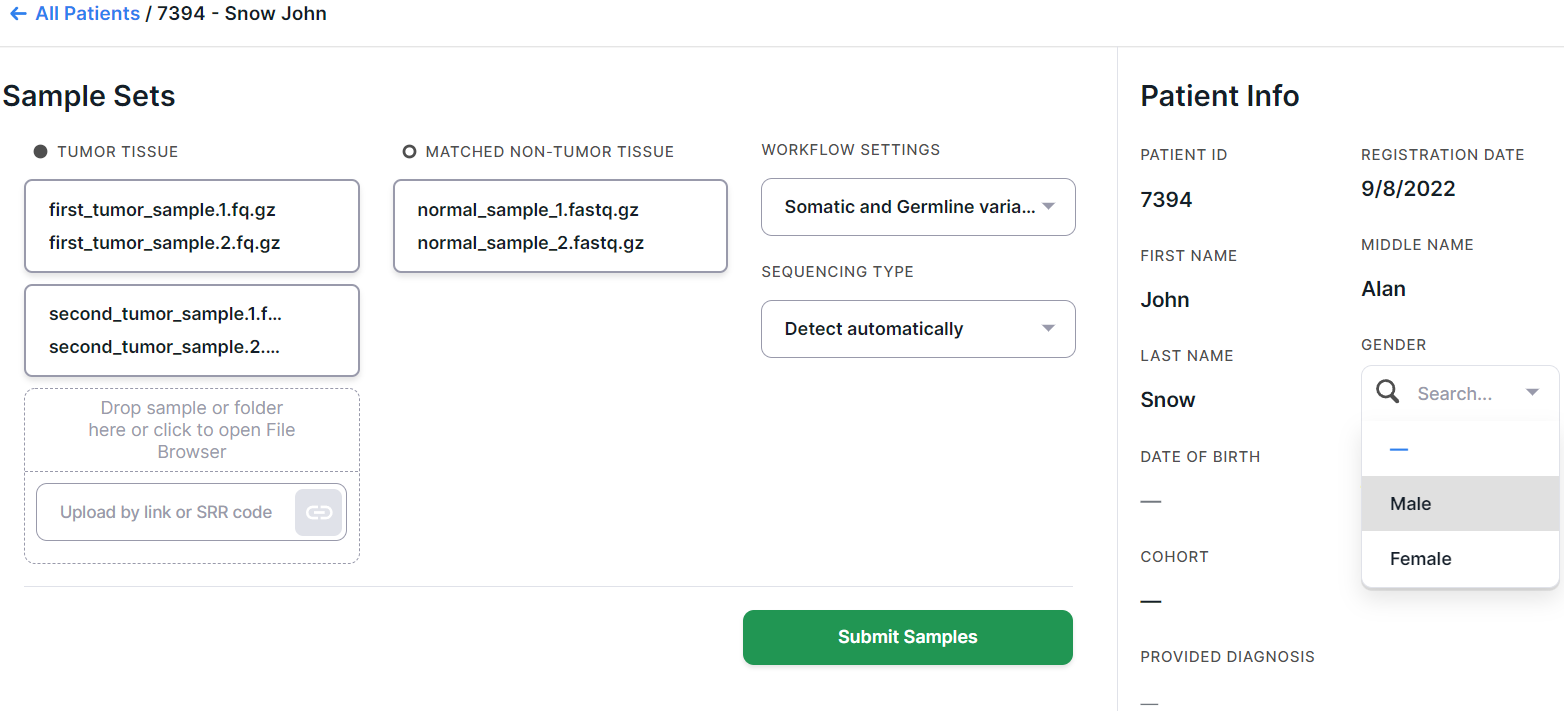 ← All Patients / 7394 - Snow John
Sample Sets
TUMOR TISSUE
first_tumor_sample.1.fq.gz
first_tumor_sample.2.fq.gz
second_tumor_sample.1.f...
second_tumor_sample.2....
Drop sample or folder
here or click to open File
Browser
Upload by link or SRR code
MATCHED NON-TUMOR TISSUE
normal_sample_1.fastq.gz
normal_sample_2.fastq.gz
WORKFLOW SETTINGS
Somatic and Germline varia...
SEQUENCING TYPE
Detect automatically
Submit Samples
Patient Info
PATIENT ID
7394
REGISTRATION DATE
9/8/2022
FIRST NAME
John
MIDDLE NAME
Alan
LAST NAME
Snow
GENDER
Search...
—
Male
Female
DATE OF BIRTH
—
COHORT
—
PROVIDED DIAGNOSIS
—